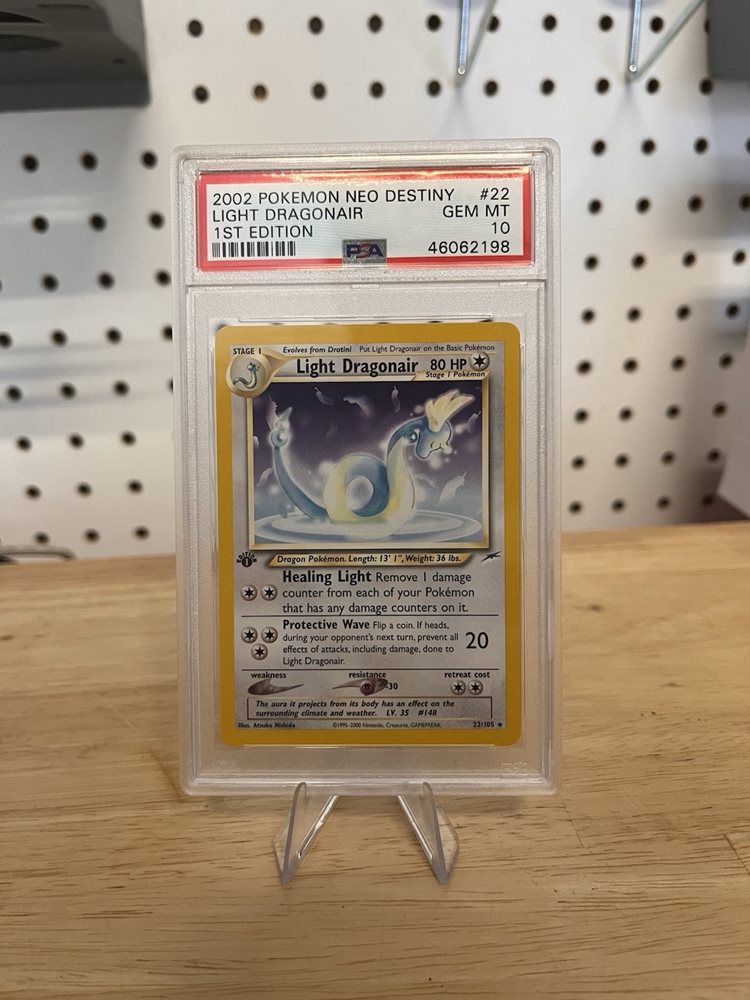 2002 POKEMON NEO DESTINY #22
LIGHT DRAGONAIR GEM MT
1ST EDITION 10
PSA 46062198
STAGE 1 Evolves from Dratini Put Light Dragonair on the Basic Pokémon
Light Dragonair 80 HP
Stage 1 Pokémon
EDITION
1
Dragon Pokémon. Length: 13' 1", Weight: 36 lbs.
Healing Light Remove 1 damage
counter from each of your Pokémon
that has any damage counters on it.
Protective Wave Flip a coin. If heads,
during your opponent's next turn, prevent all
effects of attacks, including damage, done to
Light Dragonair.
20
weakness resistance retreat cost
-30
The aura it projects from its body has an effect on the
surrounding climate and weather. LV. 35 #148
Illus. Atsuko Nishida ©1995-2000 Nintendo, Creatures, GAMEFREAK. 22/105 ★